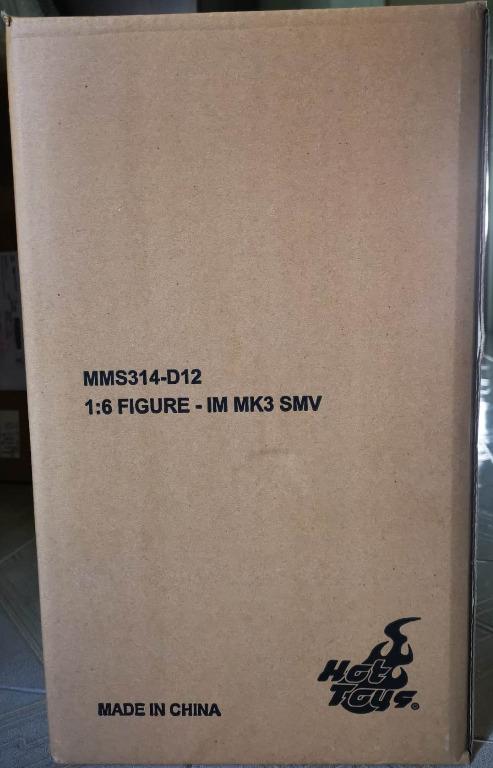 MMS314-D12
1:6 FIGURE - IM MK3 SMV
Hot
Toys®
MADE IN CHINA